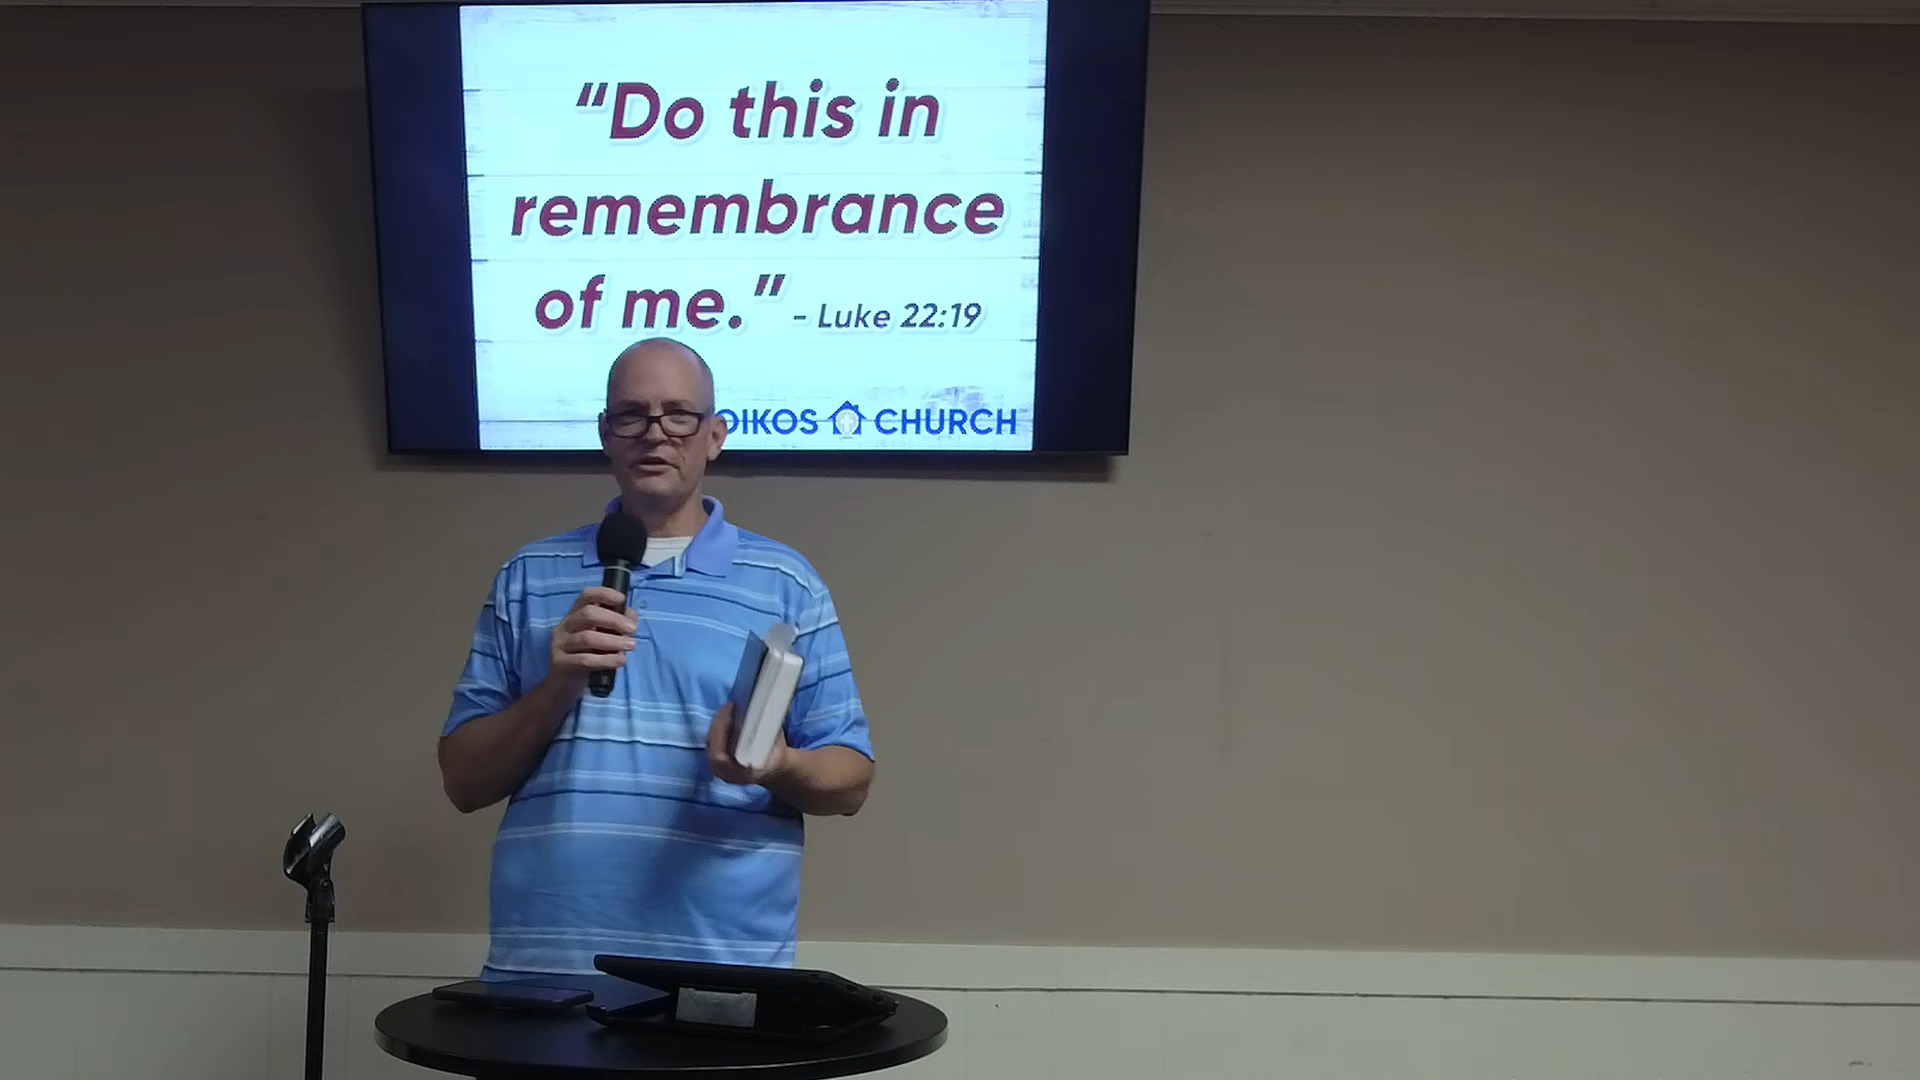 “Do this in
remembrance
of me.” - Luke 22:19
OIKOS CHURCH